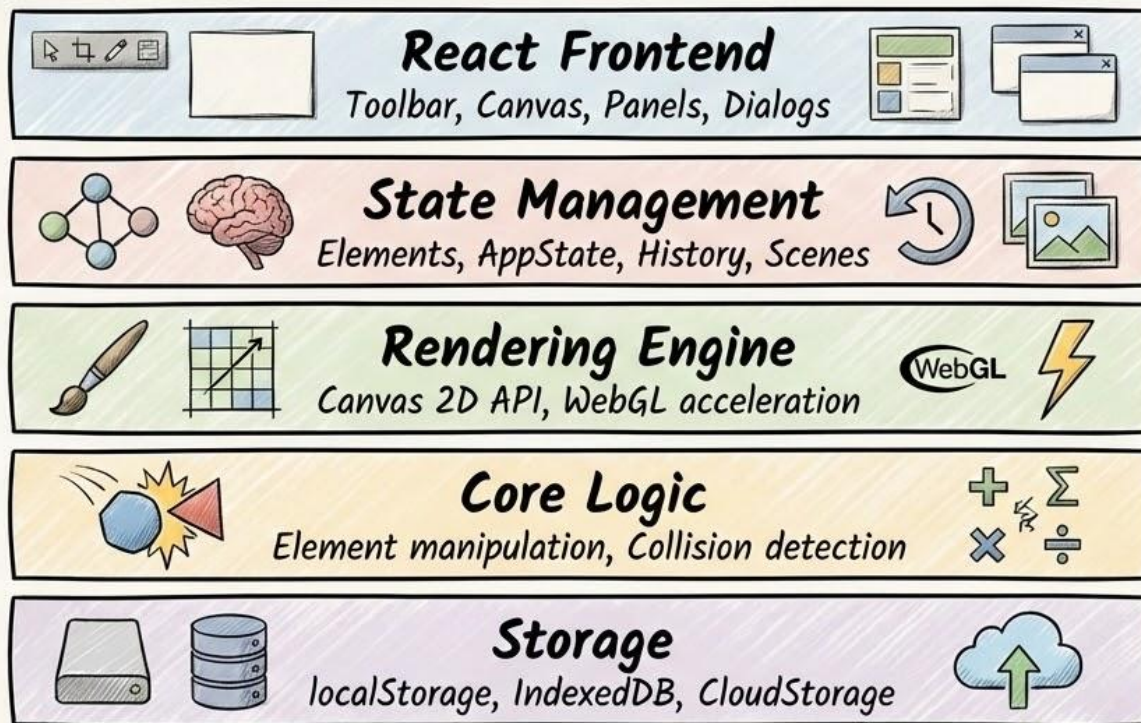 React Frontend
Toolbar, Canvas, Panels, Dialogs
State Management
Elements, AppState, History, Scenes
Rendering Engine
Canvas 2D API, WebGL acceleration
WebGL
Core Logic
Element manipulation, Collision detection
+ Σ
× ÷
Storage
localStorage, IndexedDB, CloudStorage